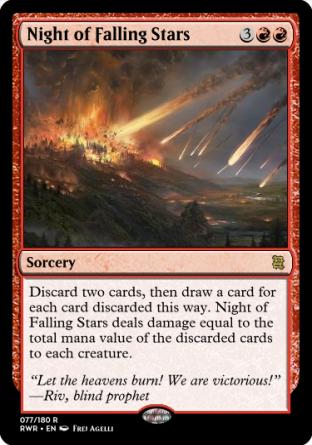 Night of Falling Stars 3
Sorcery
Discard two cards, then draw a card for
each card discarded this way. Night of
Falling Stars deals damage equal to the
total mana value of the discarded cards
to each creature.
“Let the heavens burn! We are victorious!”
—Riv, blind prophet
077/180 R
RWR • EN Frej Agelii